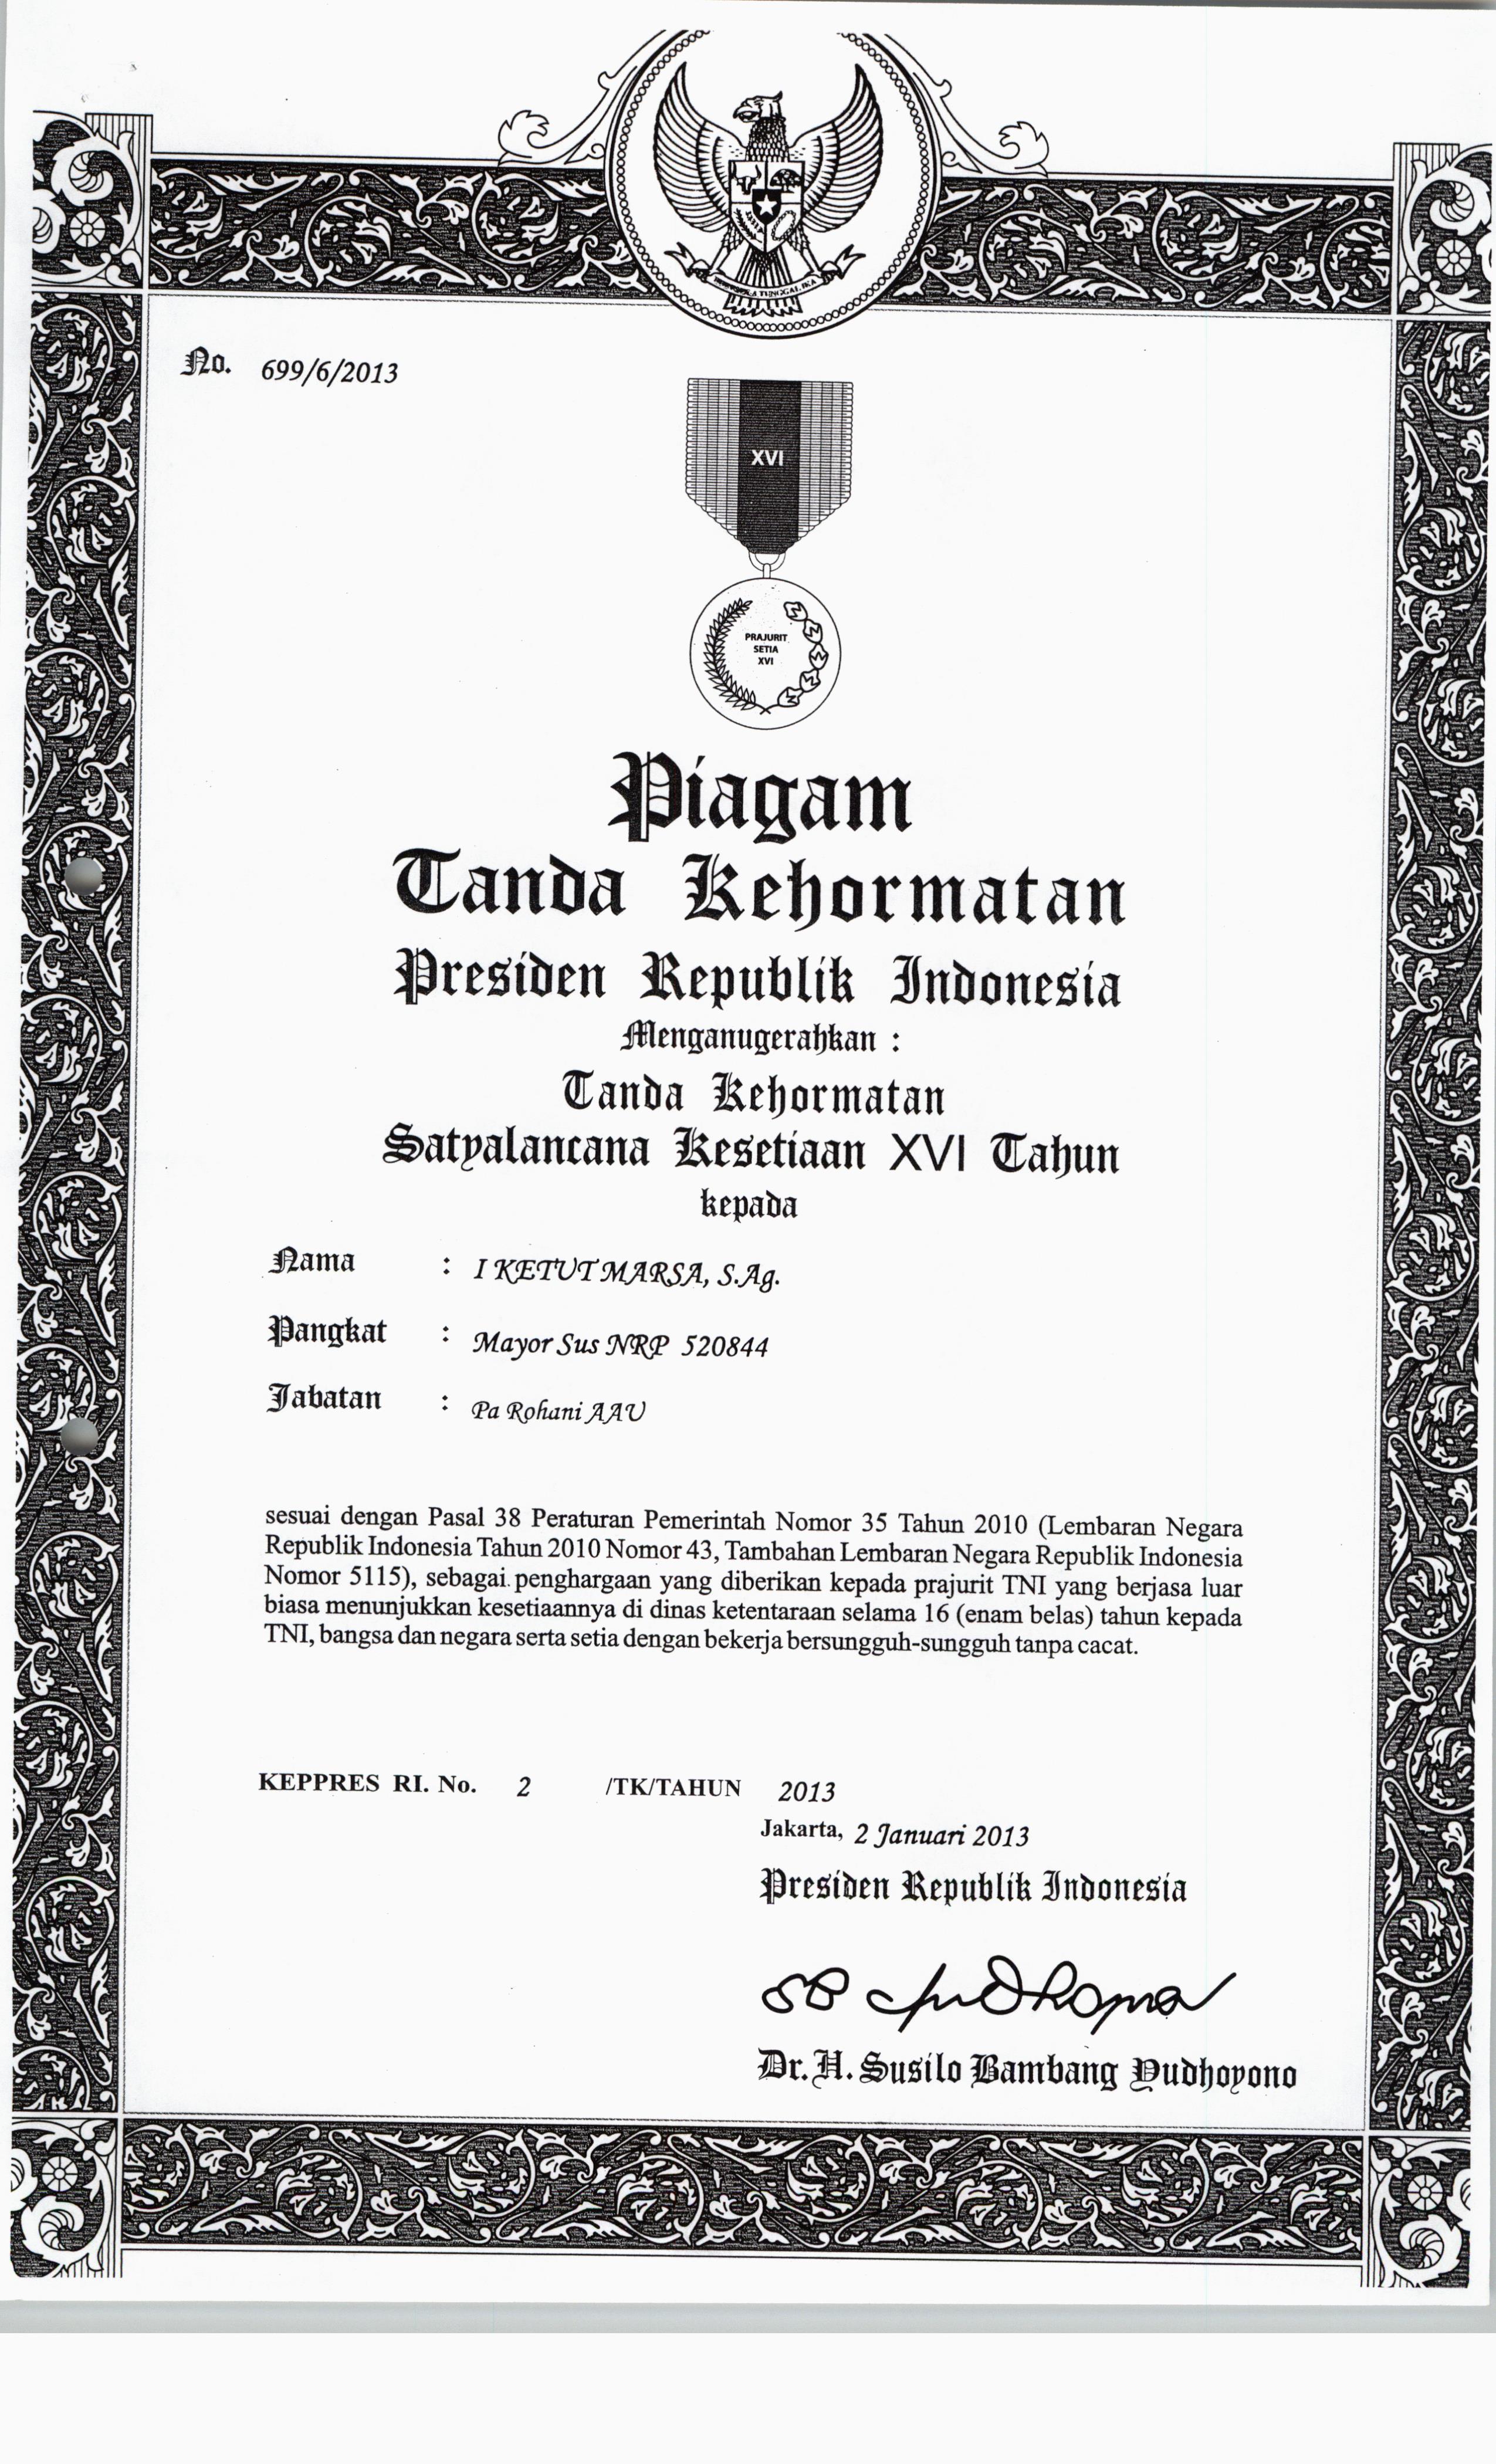 No. 699/6/2013
XVI
PRAJURIT
SETIA
XVI
Piagam
Tanda Kehormatan
Presiden Republik Indonesia
Menganugerahkan :
Tanda Kehormatan
Satyalancana Kesetiaan XVI Tahun
kepada
Nama : I KETUT MARSA, S.Ag.
Pangkat : Mayor Sus NRP 520844
Jabatan : Pa Rohani AAU
sesuai dengan Pasal 38 Peraturan Pemerintah Nomor 35 Tahun 2010 (Lembaran Negara
Republik Indonesia Tahun 2010 Nomor 43, Tambahan Lembaran Negara Republik Indonesia
Nomor 5115), sebagai penghargaan yang diberikan kepada prajurit TNI yang berjasa luar
biasa menunjukkan kesetiaannya di dinas ketentaraan selama 16 (enam belas) tahun kepada
TNI, bangsa dan negara serta setia dengan bekerja bersungguh-sungguh tanpa cacat.
KEPPRES RI. No. 2 /TK/TAHUN 2013
Jakarta, 2 Januari 2013
Presiden Republik Indonesia
Dr. H. Susilo Bambang Yudhoyono